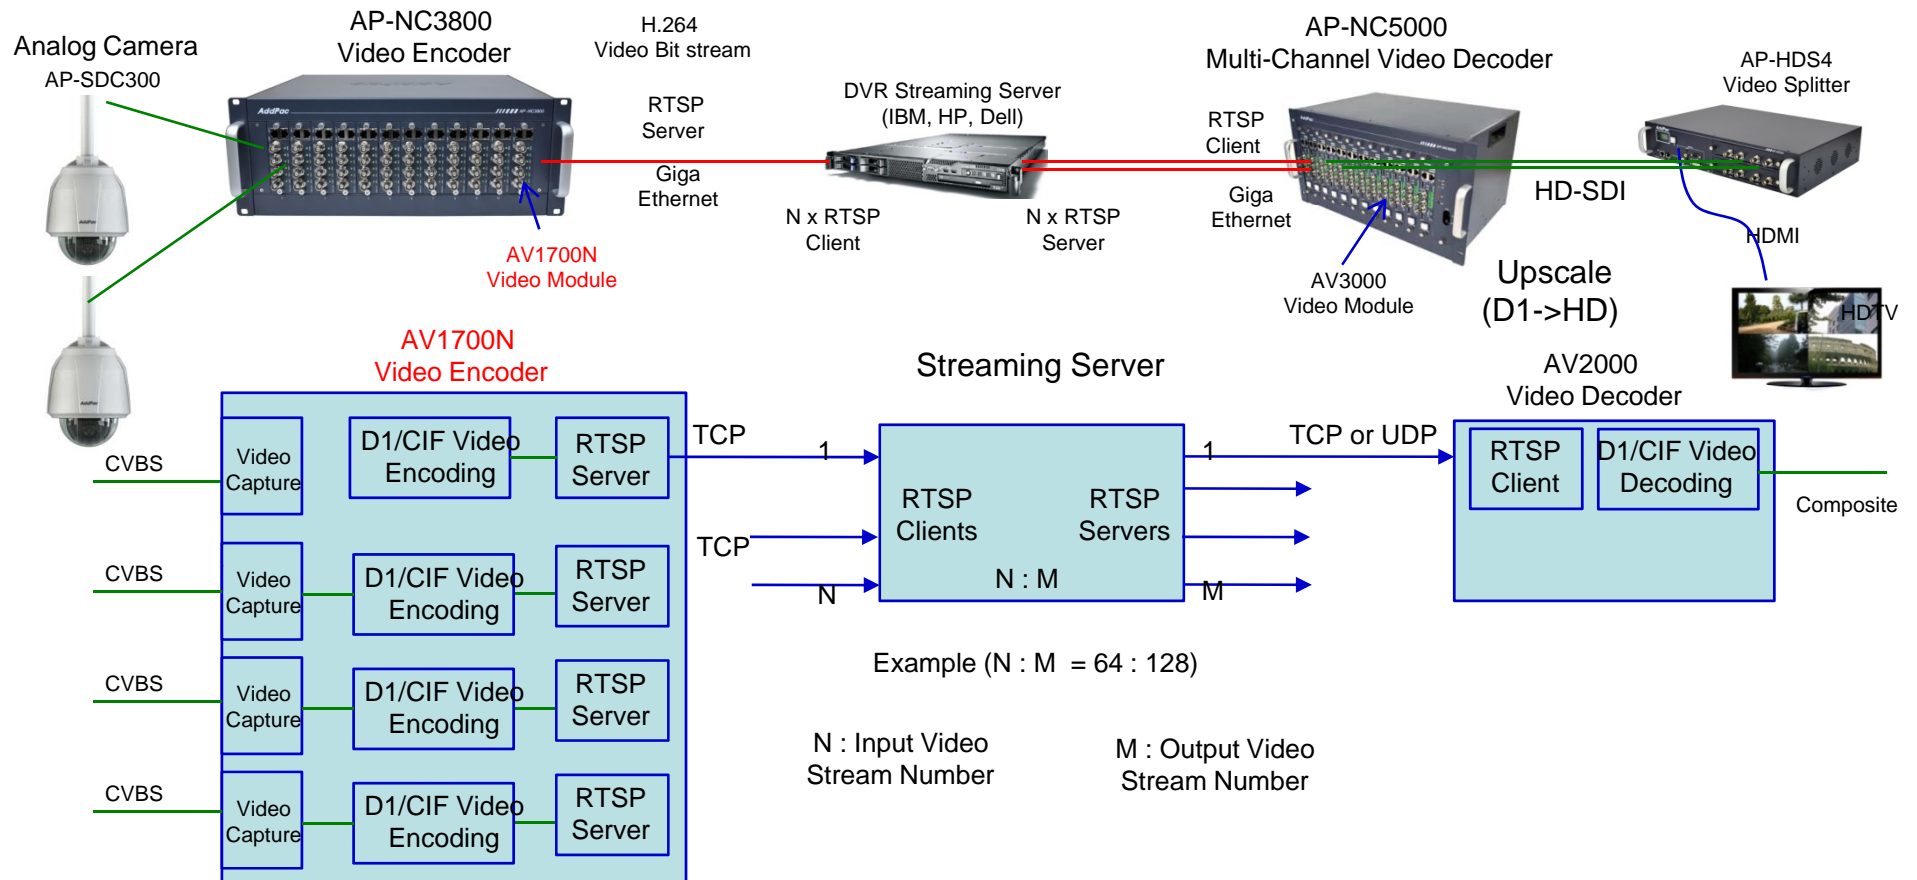 AP-NC3800
Video Encoder
H.264
Video Bit stream
AP-NC5000
Multi-Channel Video Decoder
Analog Camera
AP-SDC300
AP-HDS4
Video Splitter
AddPac
AP-NC3800
RTSP
Server
DVR Streaming Server
(IBM, HP, Dell)
RTSP
Client
Giga
Ethernet
Giga
Ethernet
HD-SDI
N x RTSP
Client
N x RTSP
Server
HDMI
AV1700N
Video Module
AV3000
Video Module
Upscale
(D1->HD)
HDTV
AV1700N
Video Encoder
Streaming Server
AV2000
Video Decoder
CVBS
Video
Capture
D1/CIF Video
Encoding
RTSP
Server
TCP
1
RTSP
Clients
RTSP
Servers
1
TCP or UDP
RTSP
Client
D1/CIF Video
Decoding
Composite
TCP
N
N : M
M
CVBS
Video
Capture
D1/CIF Video
Encoding
RTSP
Server
Example (N : M = 64 : 128)
CVBS
Video
Capture
D1/CIF Video
Encoding
RTSP
Server
N : Input Video
Stream Number
M : Output Video
Stream Number
CVBS
Video
Capture
D1/CIF Video
Encoding
RTSP
Server